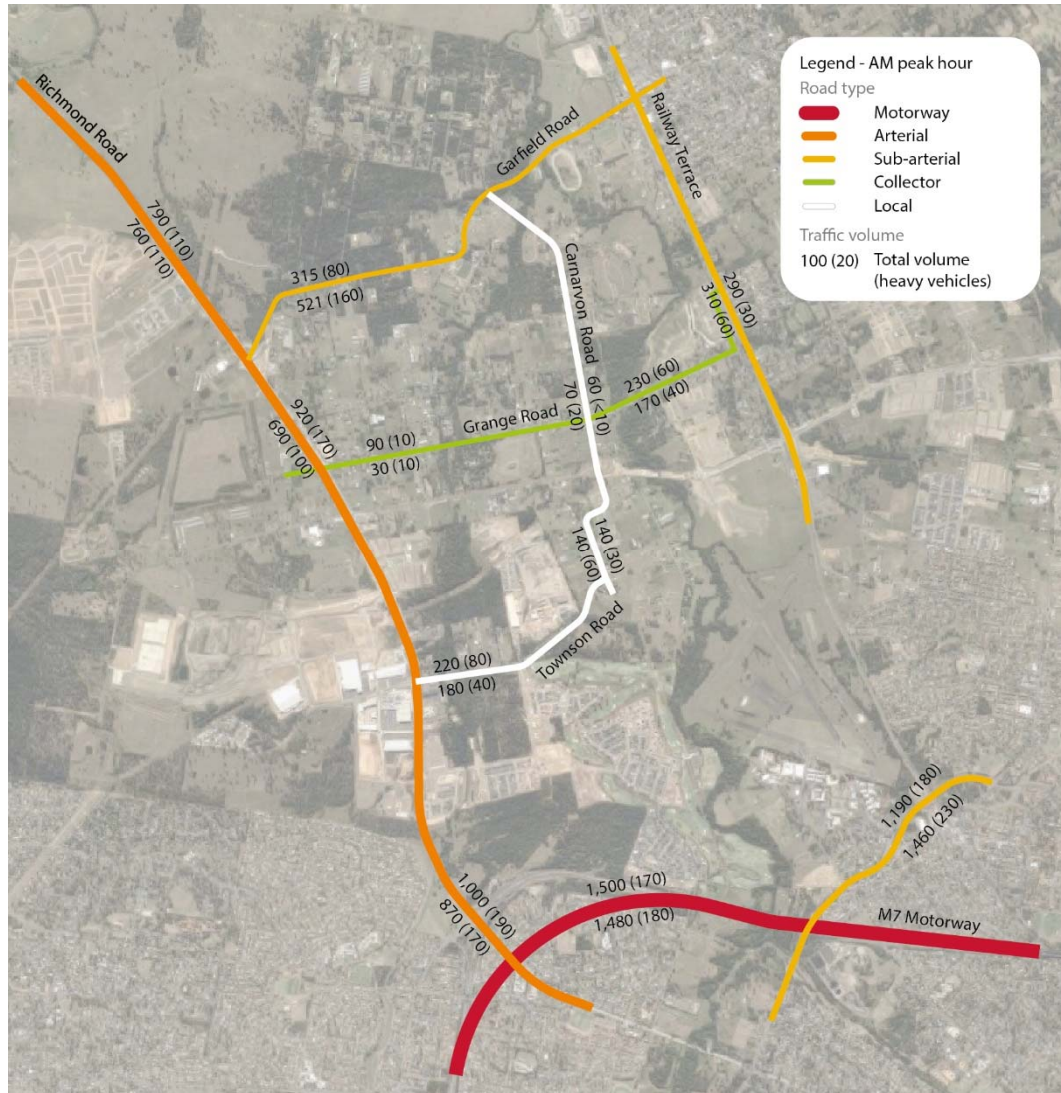 Legend - AM peak hour
Road type
Motorway
Arterial
Sub-arterial
Collector
Local
Traffic volume
100 (20) Total volume
(heavy vehicles)
Richmond Road
790 (110)
760 (110)
Garfield Road
Railway Terrace
315 (80)
521 (160)
Carnarvon Road
290 (30)
310 (60)
60 (<10)
70 (20)
230 (60)
170 (40)
920 (170)
690 (100)
Grange Road
90 (10)
30 (10)
140 (30)
140 (60)
Townson Road
220 (80)
180 (40)
1,190 (180)
1,460 (230)
1,000 (190)
870 (170)
1,500 (170)
1,480 (180)
M7 Motorway